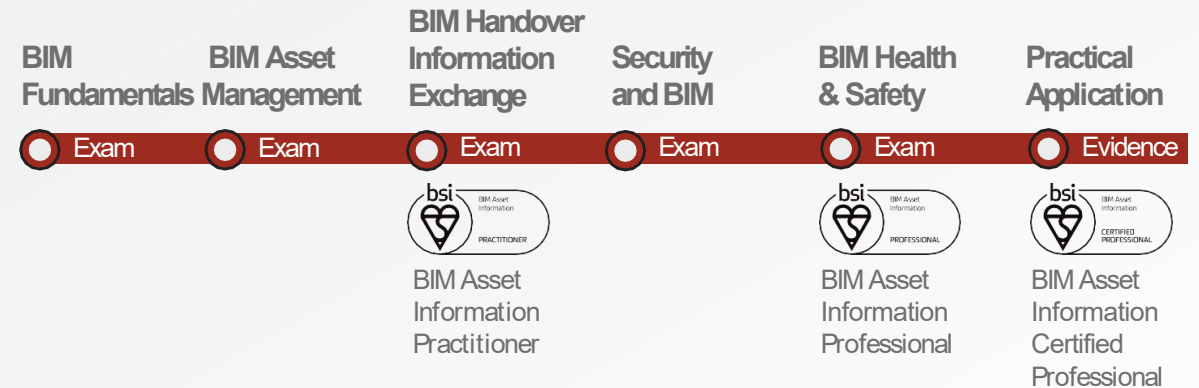 BIM
Fundamentals
BIM Asset
Management
BIM Handover
Information
Exchange
Security
and BIM
BIM Health
& Safety
Practical
Application
Exam
Exam
Exam
Exam
Exam
Evidence
bsi
BIM Asset
Information
PRACTITIONER
BIM Asset
Information
Practitioner
bsi
BIM Asset
Information
PROFESSIONAL
BIM Asset
Information
Professional
bsi
BIM Asset
Information
CERTIFIED
PROFESSIONAL
BIM Asset
Information
Certified
Professional